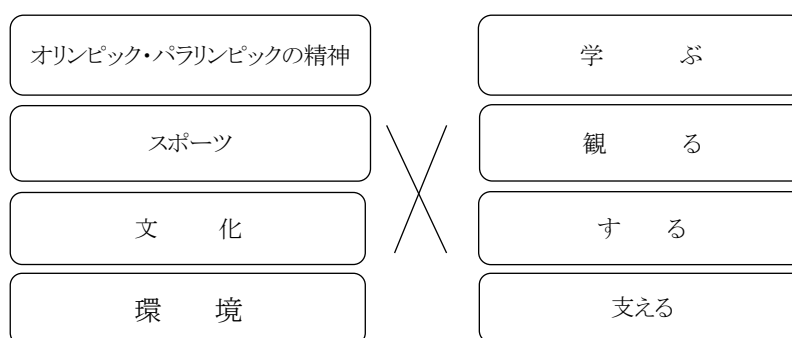 オリンピック・パラリンピックの精神
スポーツ
文化
環境
学ぶ
観る
する
支える